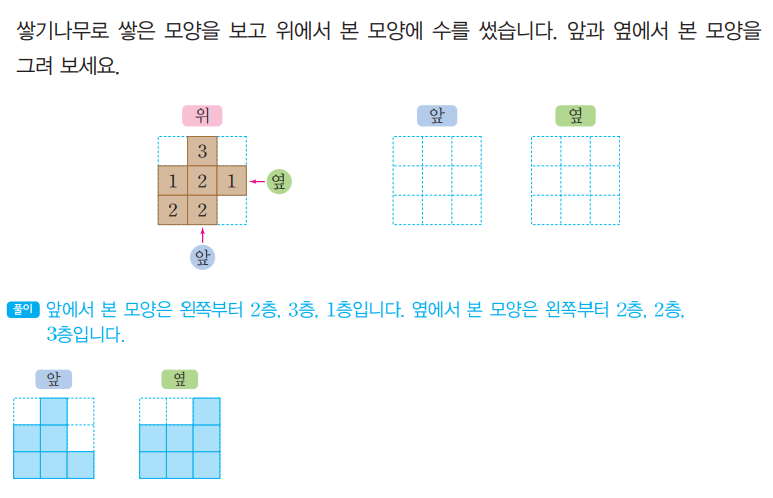 쌓기나무로 쌓은 모양을 보고 위에서 본 모양에 수를 썼습니다. 앞과 옆에서 본 모양을
그려 보세요.
위
앞
옆
3
1 2 1
옆
2 2
앞
풀이 앞에서 본 모양은 왼쪽부터 2층, 3층, 1층입니다. 옆에서 본 모양은 왼쪽부터 2층, 2층,
3층입니다.
앞
옆